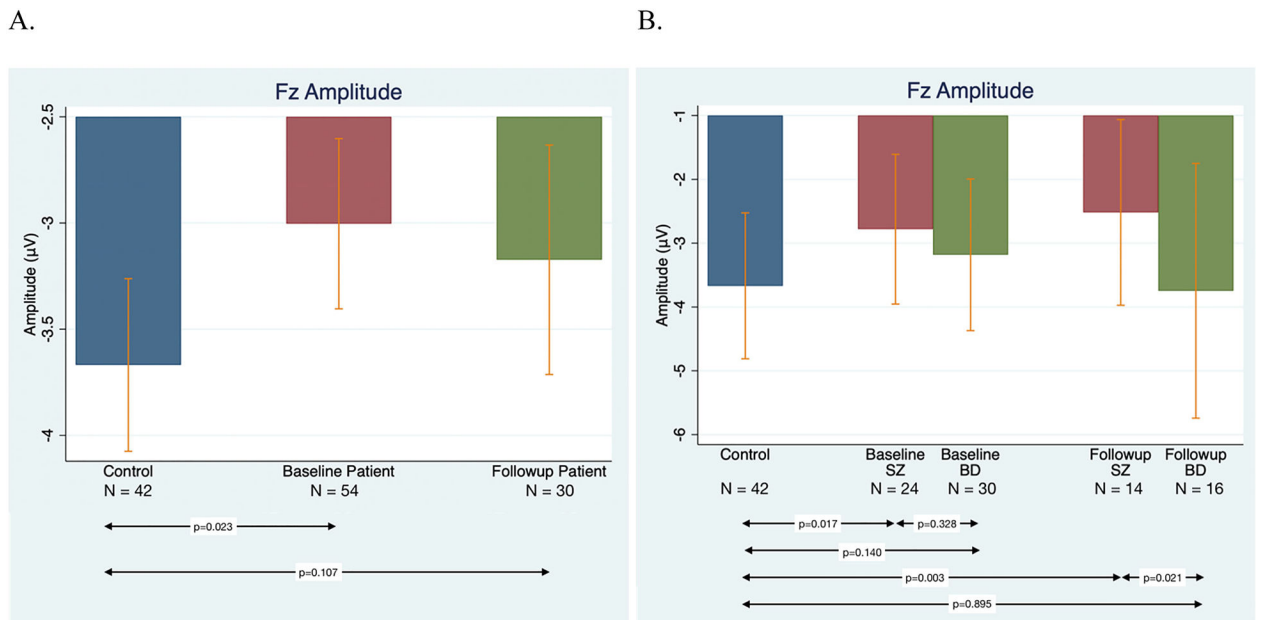 A.
Fz Amplitude
Amplitude (µV)
-2.5
-3
-3.5
-4
Control
Baseline Patient
Followup Patient
N = 42
N = 54
N = 30
p=0.023
p=0.107
B.
Fz Amplitude
Amplitude (µV)
-1
-2
-3
-4
-5
-6
Control
Baseline SZ
Baseline BD
Followup SZ
Followup BD
N = 42
N = 24
N = 30
N = 14
N = 16
p=0.017
p=0.328
p=0.140
p=0.003
p=0.021
p=0.895